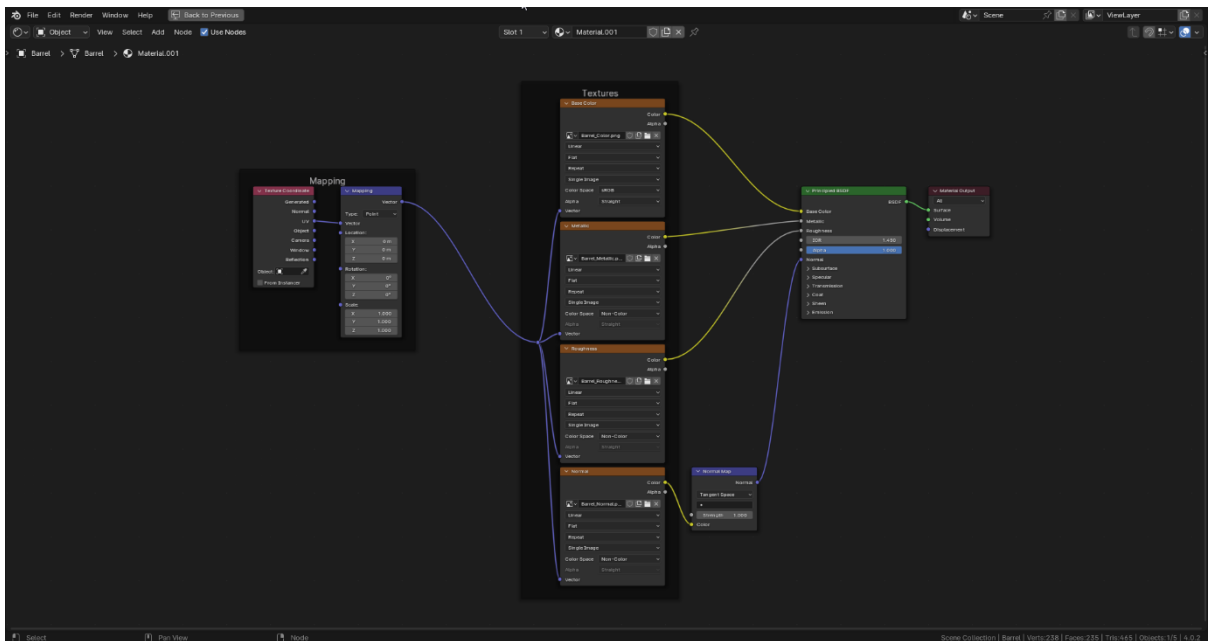 File Edit Render Window Help Back to Previous
Scene
ViewLayer
Object View Select Add Node Use Nodes
Slot 1
Material.001
Barrel > Barrel > Material.001
Mapping
Texture Coordinate
Generated
Normal
UV
Object
Camera
Window
Reflection
Object:
From Instancer
Mapping
Vector
Type: Point
Vector
Location:
X 0 m
Y 0 m
Z 0 m
Rotation:
X 0°
Y 0°
Z 0°
Scale:
X 1.000
Y 1.000
Z 1.000
Textures
Base Color
Color
Alpha
Barrel_Color.png
Linear
Flat
Repeat
Single Image
Color Space sRGB
Alpha Straight
Vector
Metallic
Color
Alpha
Barrel_Metallic.p...
Linear
Flat
Repeat
Single Image
Color Space Non-Color
Alpha Straight
Vector
Roughness
Color
Alpha
Barrel_Roughne...
Linear
Flat
Repeat
Single Image
Color Space Non-Color
Alpha Straight
Vector
Normal
Color
Alpha
Barrel_Normal.p...
Linear
Flat
Repeat
Single Image
Color Space Non-Color
Alpha Straight
Vector
Normal Map
Normal
Tangent Space
Strength 1.000
Color
Principled BSDF
BSDF
Base Color
Metallic
Roughness
IOR 1.450
Alpha 1.000
Normal
Subsurface
Specular
Transmission
Coat
Sheen
Emission
Material Output
All
Surface
Volume
Displacement
Select
Pan View
Node
Scene Collection | Barrel | Verts:238 | Faces:235 | Tris:465 | Objects:1/5 | 4.0.2